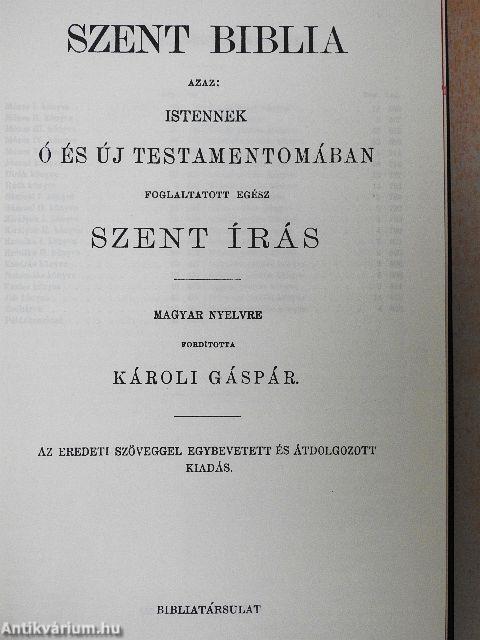 SZENT BIBLIA
AZAZ:
ISTENNEK
Ó ÉS ÚJ TESTAMENTOMÁBAN
FOGLALTATOTT EGÉSZ
SZENT ÍRÁS
MAGYAR NYELVRE
FORDÍTOTTA
KÁROLI GÁSPÁR.
AZ EREDETI SZÖVEGGEL EGYBEVETETT ÉS ÁTDOLGOZOTT
KIADÁS.
BIBLIATÁRSULAT
Antikvárium.hu